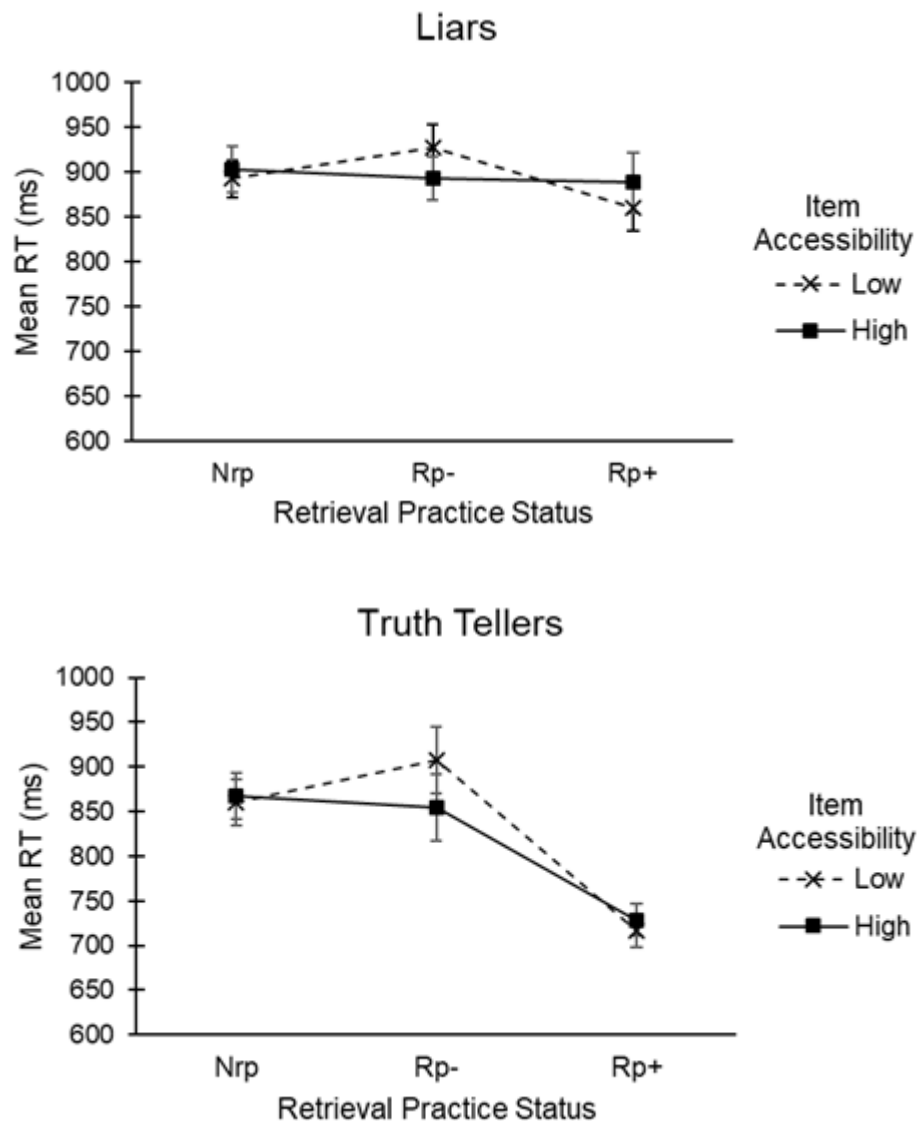 Liars
Mean RT (ms)
1000
950
900
850
800
750
700
650
600
Nrp Rp- Rp+
Retrieval Practice Status
Item
Accessibility
Low
High
Truth Tellers
Mean RT (ms)
1000
950
900
850
800
750
700
650
600
Nrp Rp- Rp+
Retrieval Practice Status
Item
Accessibility
Low
High